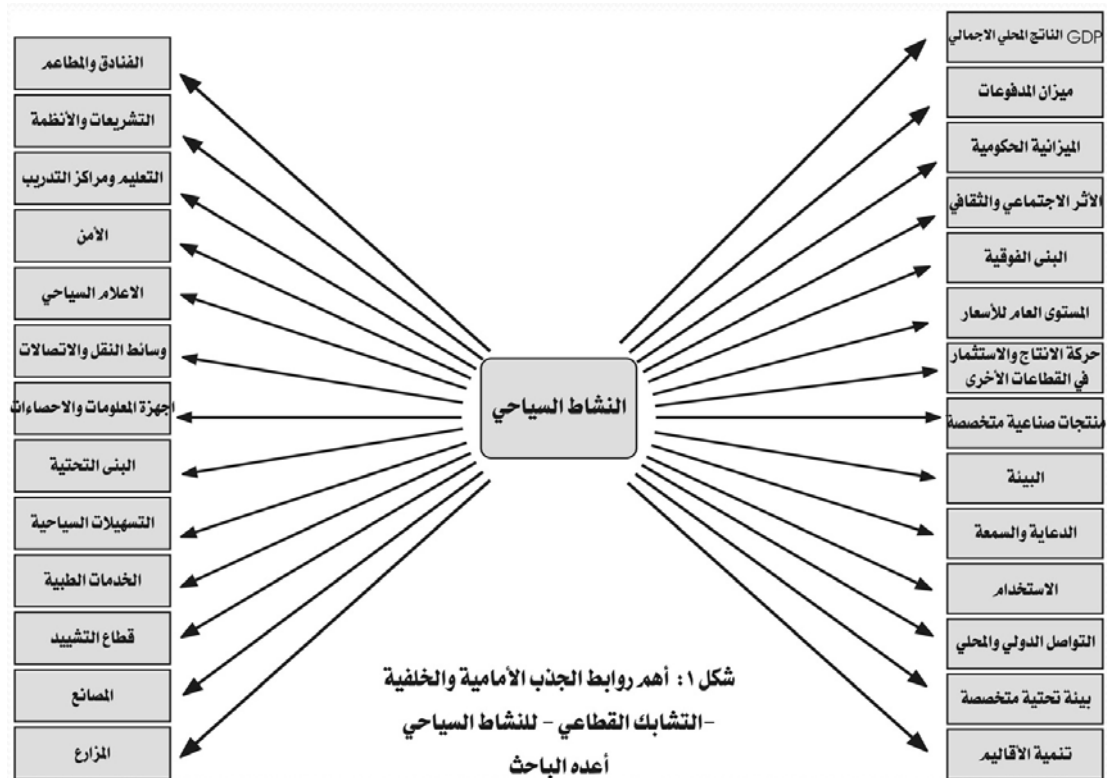 GDP الناتج المحلي الاجمالي
ميزان المدفوعات
الميزانية الحكومية
الأثر الاجتماعي والثقافي
البنى الفوقية
المستوى العام للأسعار
حركة الانتاج والاستثمار
في القطاعات الأخرى
منتجات صناعية متخصصة
البيئة
الدعاية والسمعة
الاستخدام
التواصل الدولي والمحلي
بيئة تحتية متخصصة
تنمية الأقاليم
النشاط السياحي
الفنادق والمطاعم
التشريعات والأنظمة
التعليم ومراكز التدريب
الأمن
الاعلام السياحي
وسائط النقل والاتصالات
اجهزة المعلومات والاحصاءات
البنى التحتية
التسهيلات السياحية
الخدمات الطبية
قطاع التشييد
المصانع
المزارع
شكل ١: أهم روابط الجذب الأمامية والخلفية
-التشابك القطاعي - للنشاط السياحي
أعده الباحث